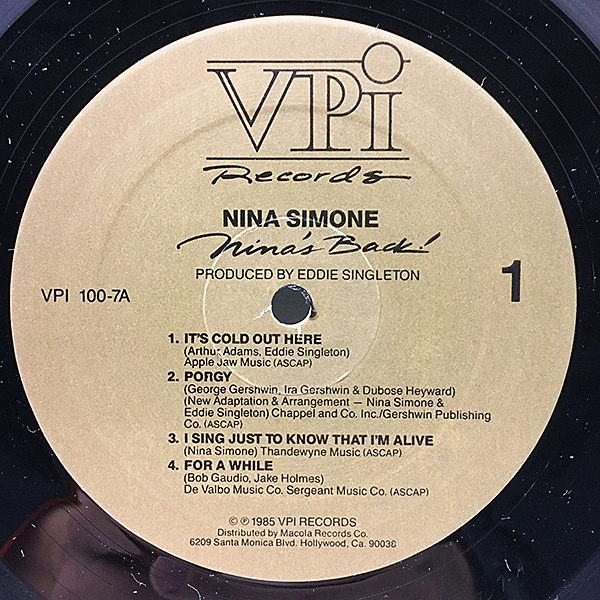 VPi
Records
NINA SIMONE
Nina's Back!
PRODUCED BY EDDIE SINGLETON
VPI 100-7A
1
1. IT'S COLD OUT HERE
(Arthur Adams, Eddie Singleton)
Apple Jaw Music (ASCAP)
2. PORGY
(George Gershwin, Ira Gershwin & Dubose Heyward)
(New Adaptation & Arrangement — Nina Simone &
Eddie Singleton) Chappel and Co. Inc./Gershwin Publishing
Co. (ASCAP)
3. I SING JUST TO KNOW THAT I'M ALIVE
(Nina Simone) Thandewyne Music (ASCAP)
4. FOR A WHILE
(Bob Gaudio, Jake Holmes)
De Valbo Music Co. Sergeant Music Co. (ASCAP)
© ℗ 1985 VPI RECORDS
Distributed by Macola Records Co.
6209 Santa Monica Blvd. Hollywood, Ca. 90038